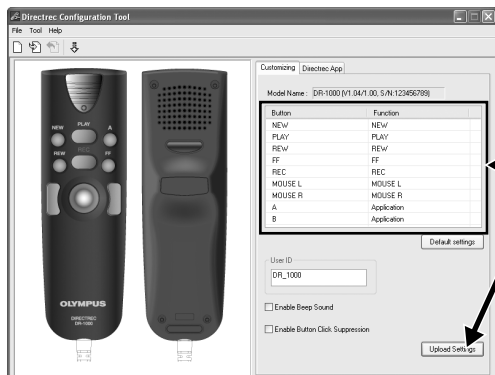 Directrec Configuration Tool
File Tool Help
NEW PLAY A
REW REC FF
OLYMPUS
DIRECTREC
DR-1000
Customizing Directrec App
Model Name : DR-1000 (V1.04/1.00, S/N:123456789)
Button Function
NEW NEW
PLAY PLAY
REW REW
FF FF
REC REC
MOUSE L MOUSE L
MOUSE R MOUSE R
A Application
B Application
Default settings
User ID
DR_1000
Enable Beep Sound
Enable Button Click Suppression
Upload Settings